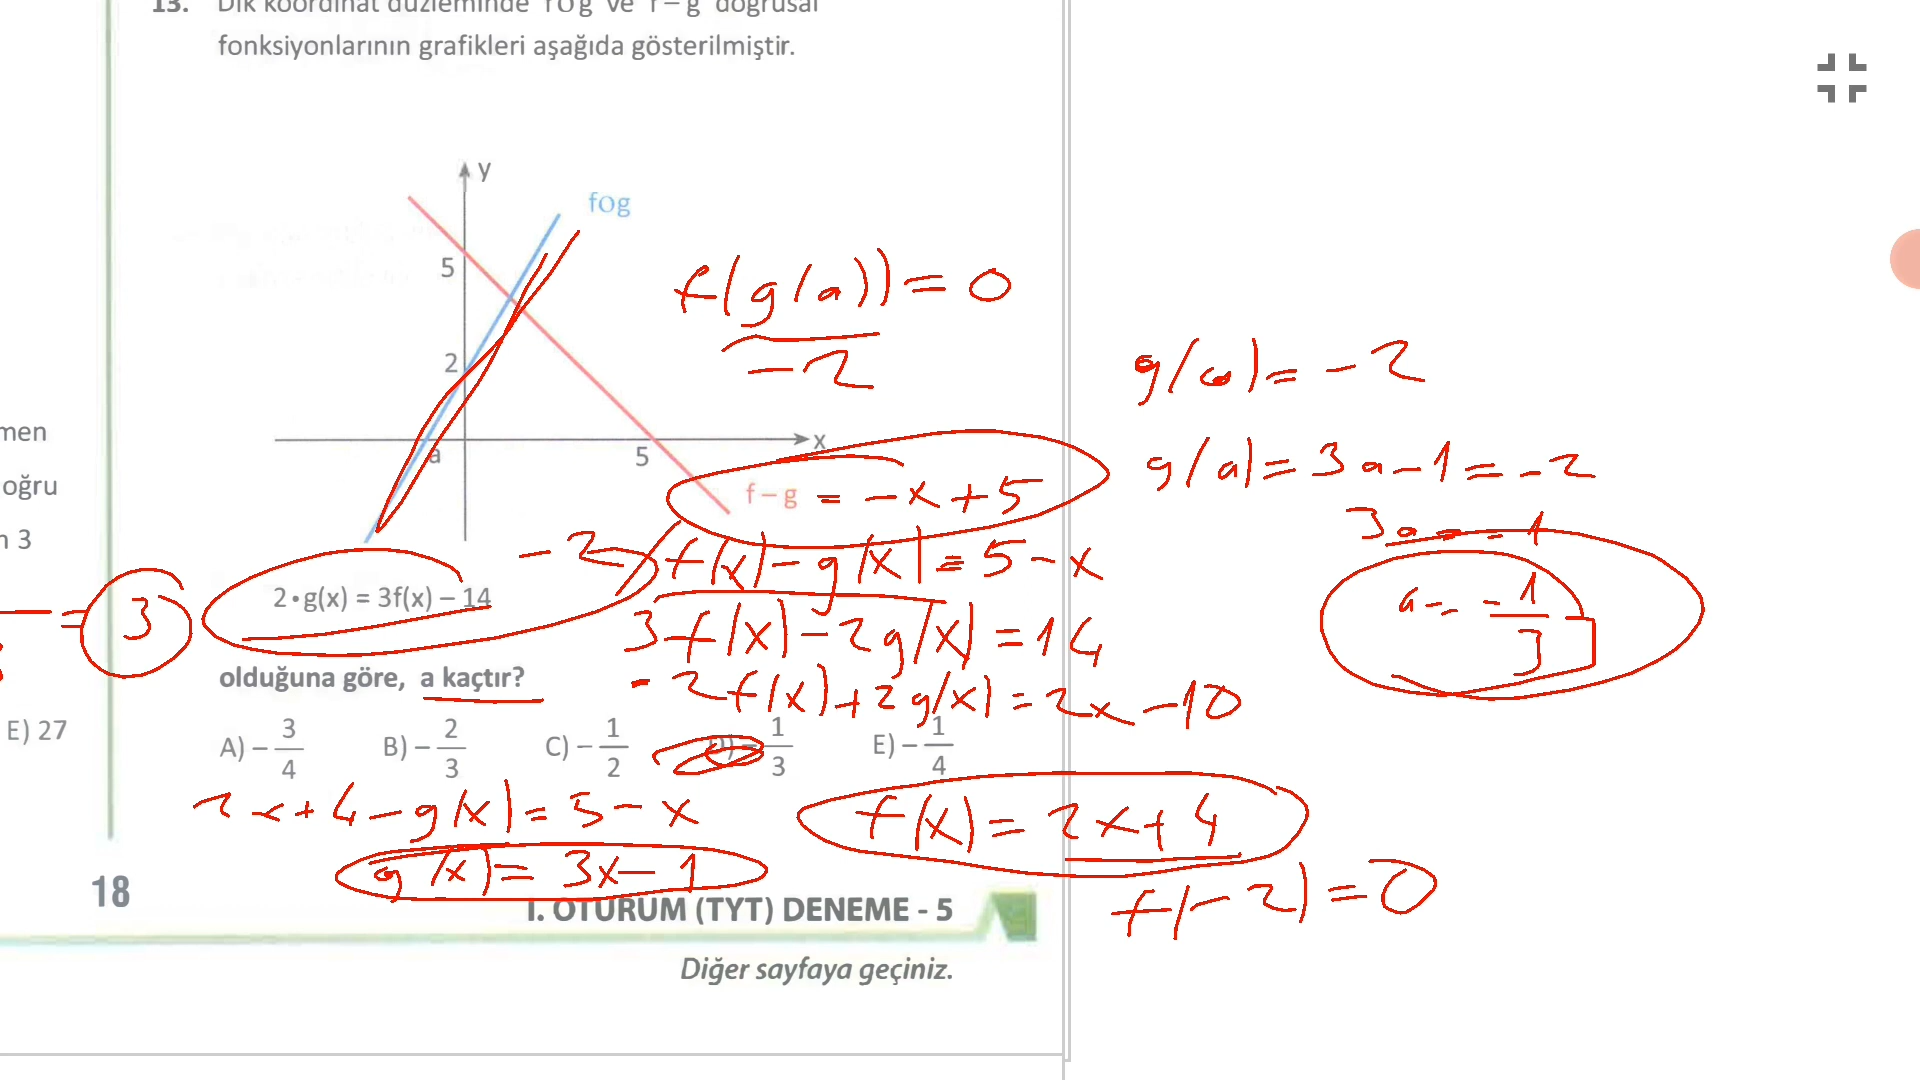 13. Dik koordinat düzleminde fog ve f – g doğrusal
fonksiyonlarının grafikleri aşağıda gösterilmiştir.
y
fog
5
2
a
5
x
f – g = -x+5
f(g(a)) = 0
-2
g(a) = -2
g(a) = 3a-1 = -2
3a = -1
a = -1/3
men
oğru
n 3
= 3
E) 27
2•g(x) = 3f(x) – 14
-2
f(x)-g(x) = 5-x
3f(x)-2g(x) = 14
-2f(x)+2g(x) = 2x-10
olduğuna göre, a kaçtır?
A) – 3/4 B) – 2/3 C) – 1/2 D) – 1/3 E) – 1/4
2x+4-g(x) = 5-x
f(x) = 2x+4
g(x) = 3x-1
f(-2) = 0
18
I. OTURUM (TYT) DENEME - 5
Diğer sayfaya geçiniz.